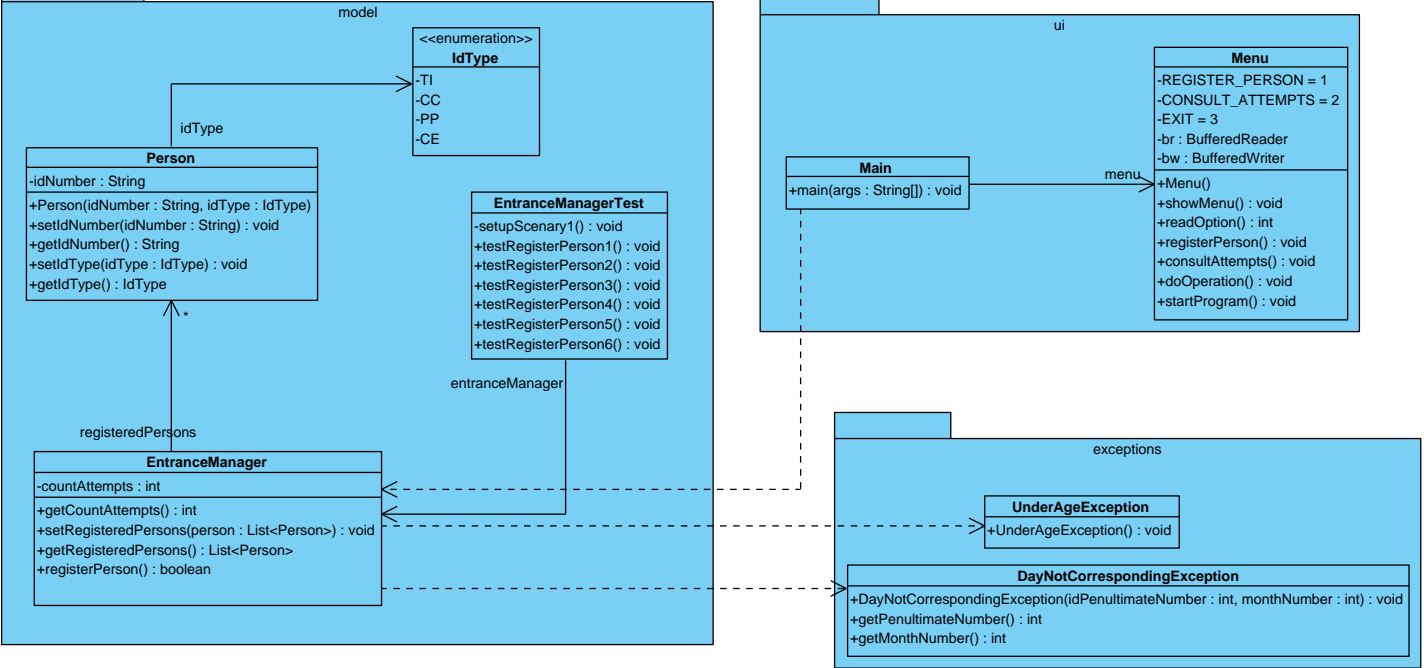 model
<<enumeration>>
IdType
-TI
-CC
-PP
-CE
idType
Person
-idNumber : String
+Person(idNumber : String, idType : IdType)
+setIdNumber(idNumber : String) : void
+getIdNumber() : String
+setIdType(idType : IdType) : void
+getIdType() : IdType
*
EntranceManagerTest
-setupScenary1() : void
+testRegisterPerson1() : void
+testRegisterPerson2() : void
+testRegisterPerson3() : void
+testRegisterPerson4() : void
+testRegisterPerson5() : void
+testRegisterPerson6() : void
entranceManager
registeredPersons
EntranceManager
-countAttempts : int
+getCountAttempts() : int
+setRegisteredPersons(person : List<Person>) : void
+getRegisteredPersons() : List<Person>
+registerPerson() : boolean
ui
Main
+main(args : String[]) : void
menu
Menu
-REGISTER_PERSON = 1
-CONSULT_ATTEMPTS = 2
-EXIT = 3
-br : BufferedReader
-bw : BufferedWriter
+Menu()
+showMenu() : void
+readOption() : int
+registerPerson() : void
+consultAttempts() : void
+doOperation() : void
+startProgram() : void
exceptions
UnderAgeException
+UnderAgeException() : void
DayNotCorrespondingException
+DayNotCorrespondingException(idPenultimateNumber : int, monthNumber : int) : void
+getPenultimateNumber() : int
+getMonthNumber() : int